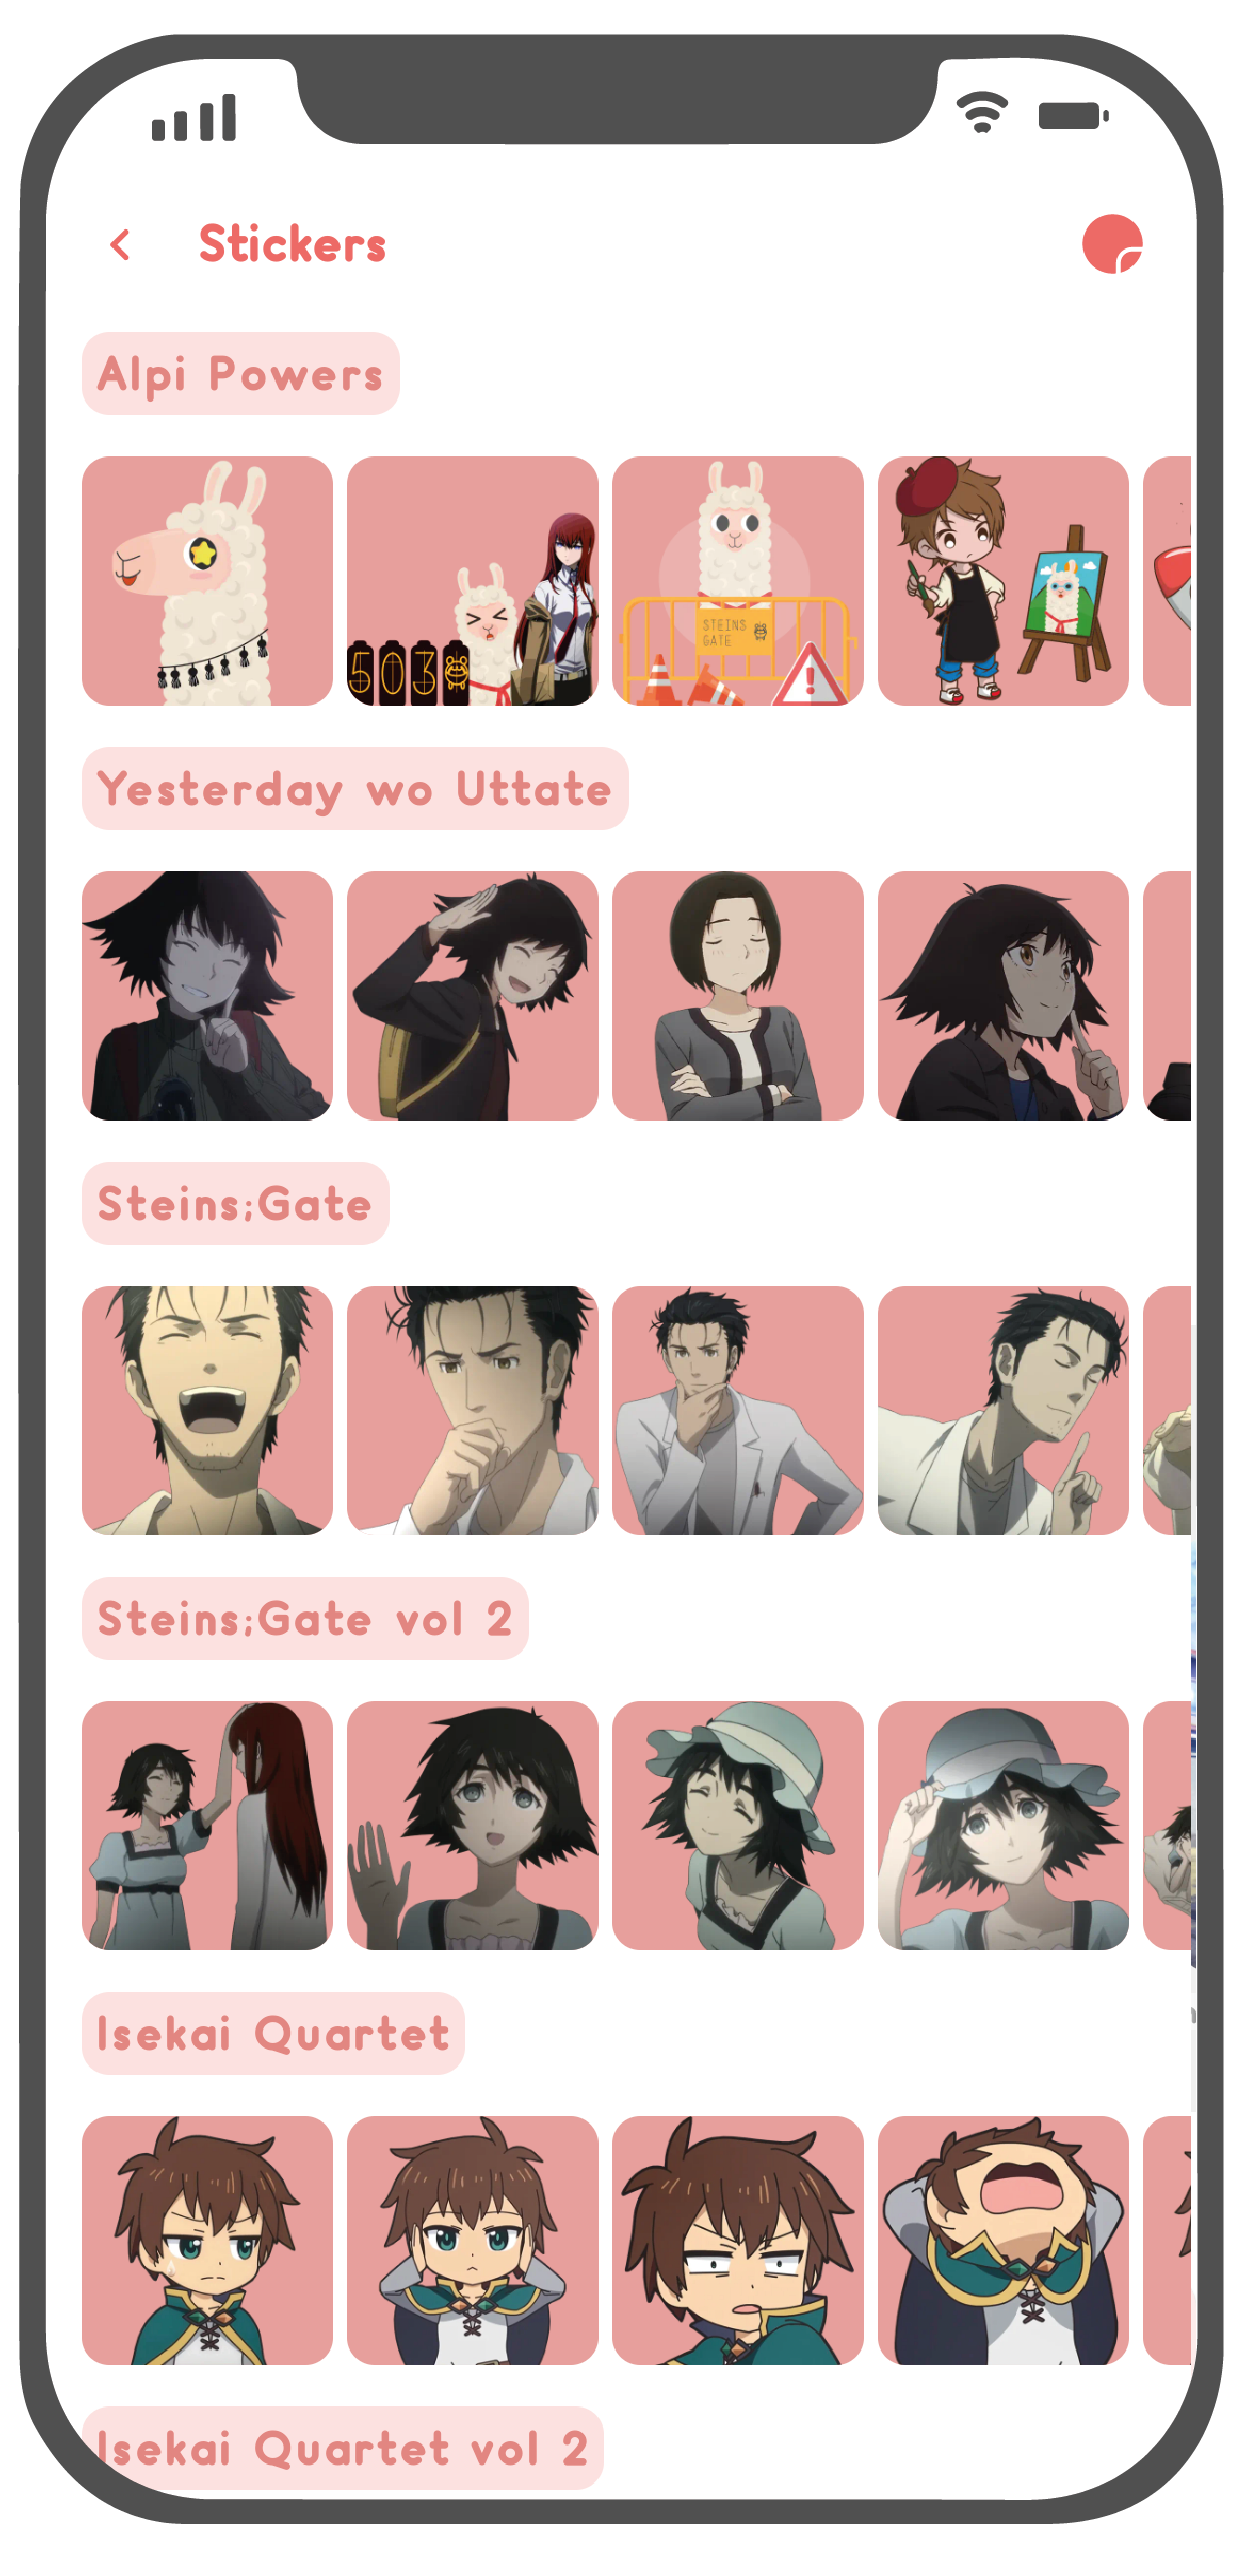 Stickers
Alpi Powers
503
STEINS
GATE
Yesterday wo Uttate
Steins;Gate
Steins;Gate vol 2
Isekai Quartet
Isekai Quartet vol 2